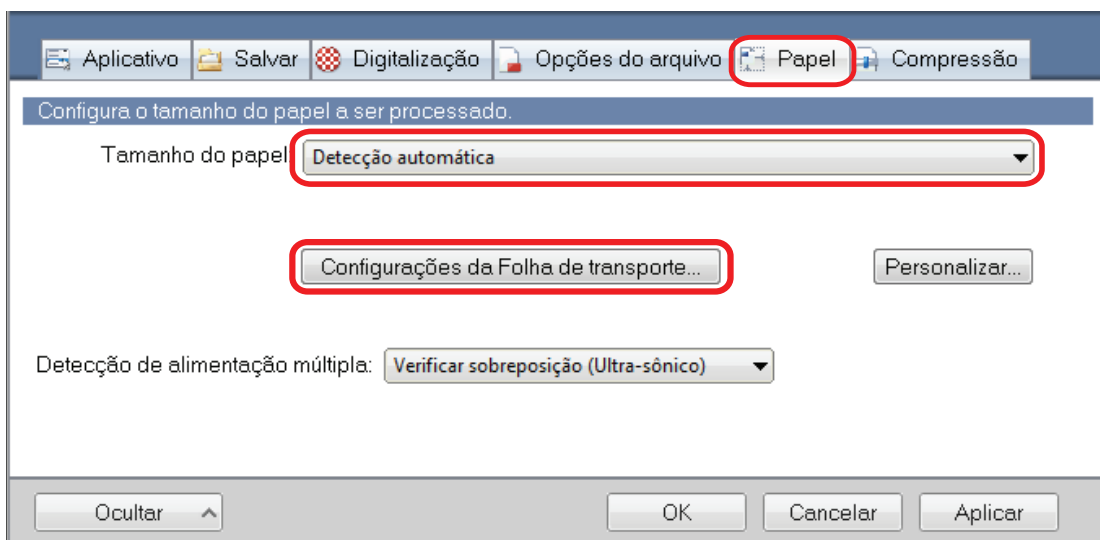 Aplicativo Salvar Digitalização Opções do arquivo Papel Compressão
Configura o tamanho do papel a ser processado.
Tamanho do papel: Detecção automática
Configurações da Folha de transporte... Personalizar...
Detecção de alimentação múltipla: Verificar sobreposição (Ultra-sônico)
Ocultar OK Cancelar Aplicar